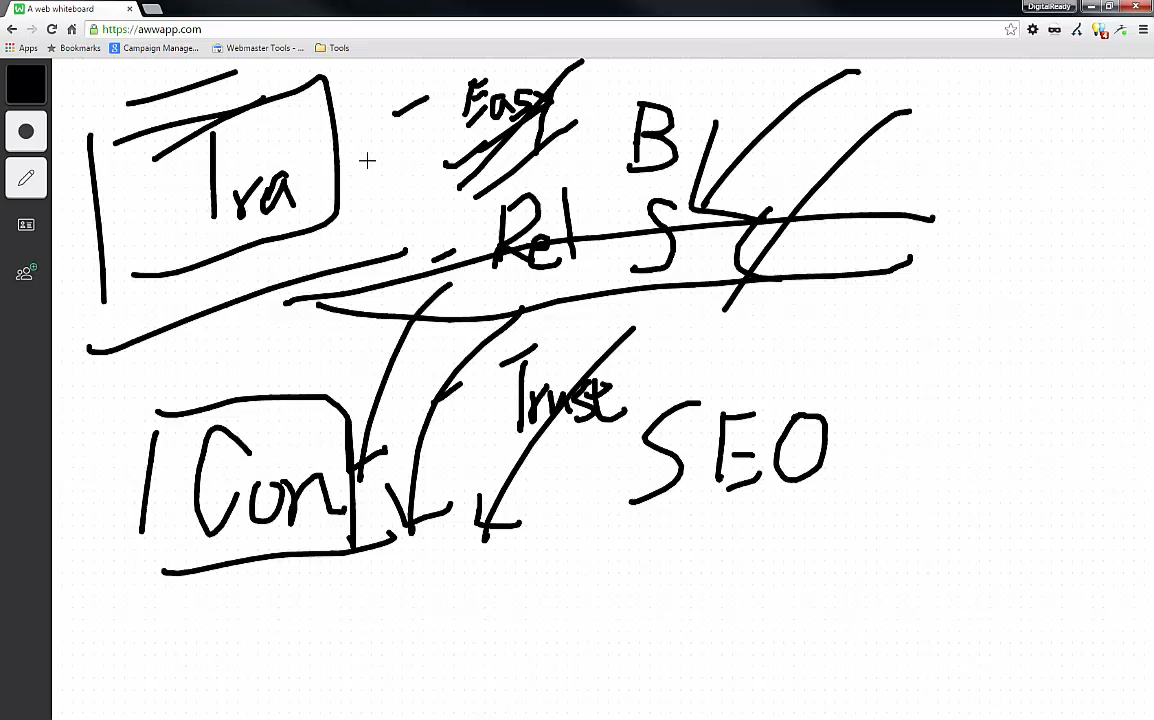 DigitalReady
A web whiteboard
https://awwapp.com
Apps Bookmarks Campaign Manage... Webmaster Tools - ... Tools
Tra - Easy B
- Rel S
Trust
Con SEO